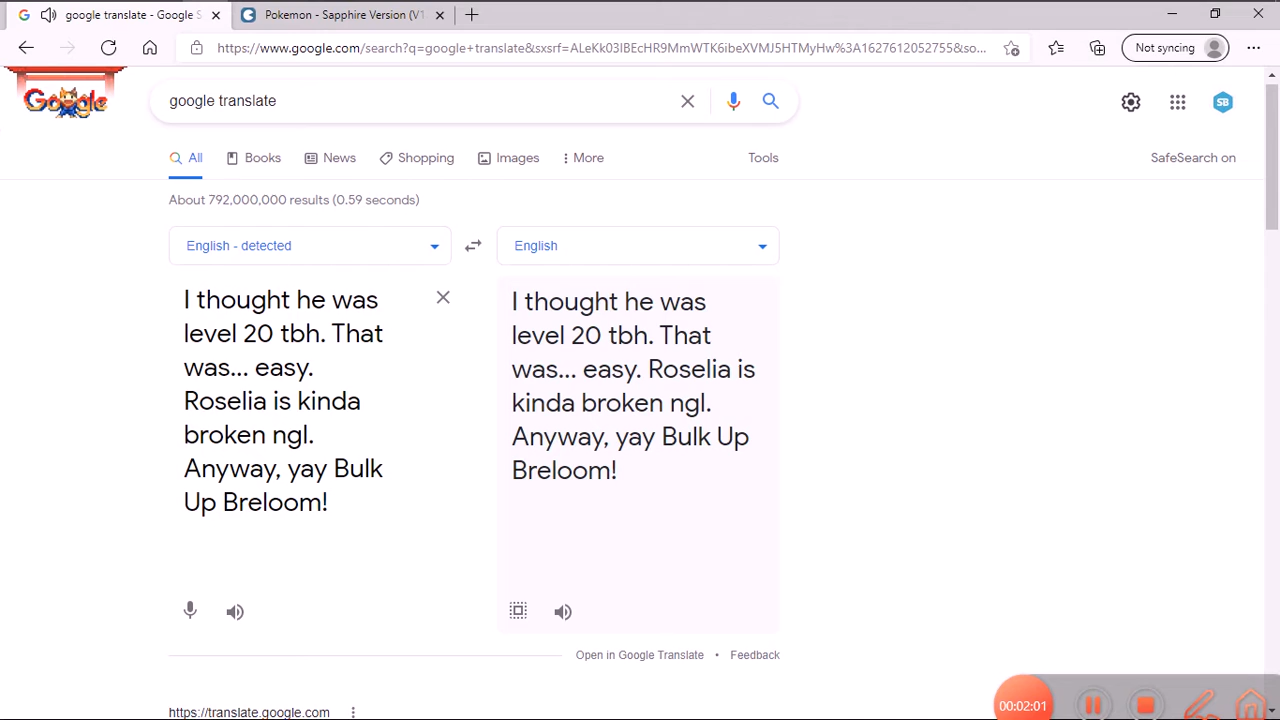 google translate - Google S
Pokemon - Sapphire Version (V1
https://www.google.com/search?q=google+translate&sxsrf=ALeKk03IBEcHR9MmWTKUbeXVIVJ5HTMyHw%3A1627612052755&so...
Not syncing
Google
google translate
SB
All
Books
News
Shopping
Images
More
Tools
SafeSearch on
About 792,000,000 results (0.59 seconds)
English - detected
English
I thought he was
level 20 tbh. That
was... easy.
Roselia is kinda
broken ngl.
Anyway, yay Bulk
Up Breloom!
I thought he was
level 20 tbh. That
was... easy. Roselia is
kinda broken ngl.
Anyway, yay Bulk Up
Breloom!
Open in Google Translate • Feedback
https://translate.google.com
00:02:01